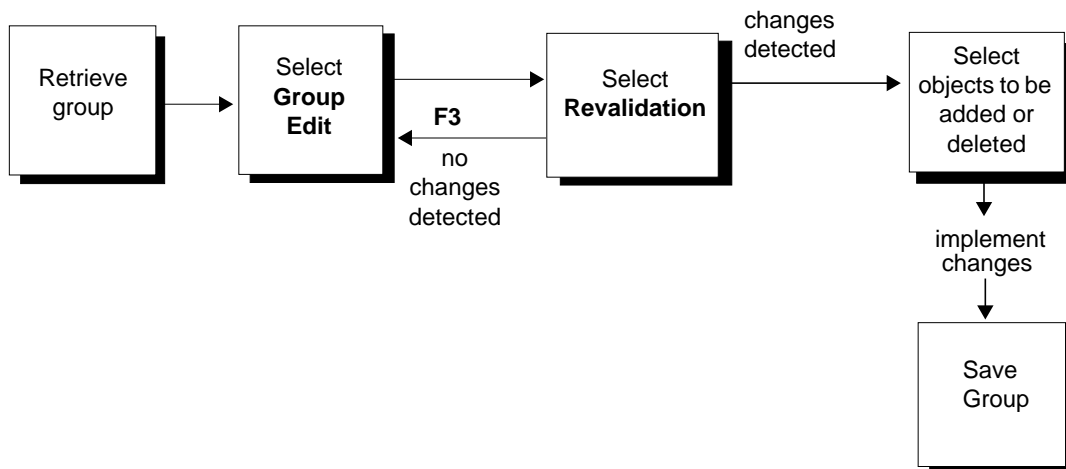 Retrieve
group
Select
Group
Edit
F3
no
changes
detected
Select
Revalidation
changes
detected
Select
objects to be
added or
deleted
implement
changes
Save
Group